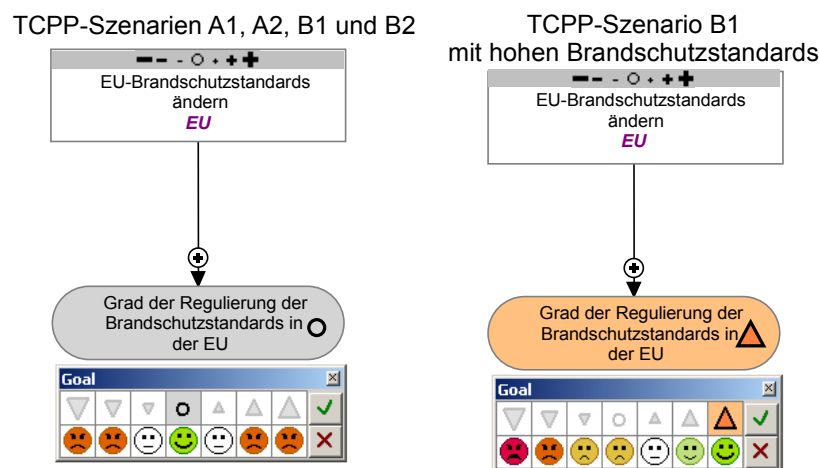 TCPP-Szenarien A1, A2, B1 und B2
EU-Brandschutzstandards
ändern
EU
Grad der Regulierung der
Brandschutzstandards in
der EU
Goal
TCPP-Szenario B1
mit hohen Brandschutzstandards
EU-Brandschutzstandards
ändern
EU
Grad der Regulierung der
Brandschutzstandards in
der EU
Goal